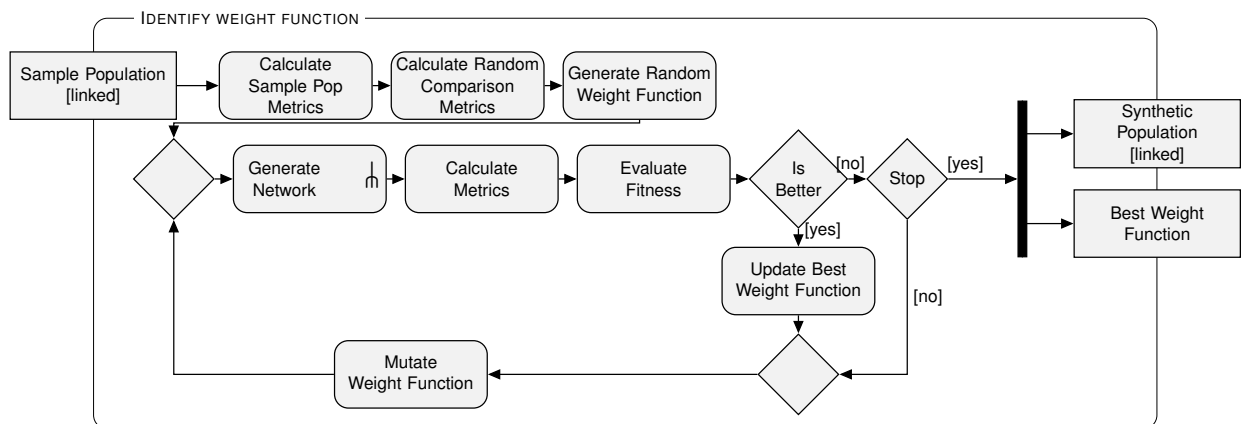 IDENTIFY WEIGHT FUNCTION
Sample Population
[linked]
Calculate
Sample Pop
Metrics
Calculate Random
Comparison
Metrics
Generate Random
Weight Function
Generate
Network
Calculate
Metrics
Evaluate
Fitness
Is
Better
[no]
Stop
[yes]
Synthetic
Population
[linked]
Best Weight
Function
[yes]
Update Best
Weight Function
[no]
Mutate
Weight Function